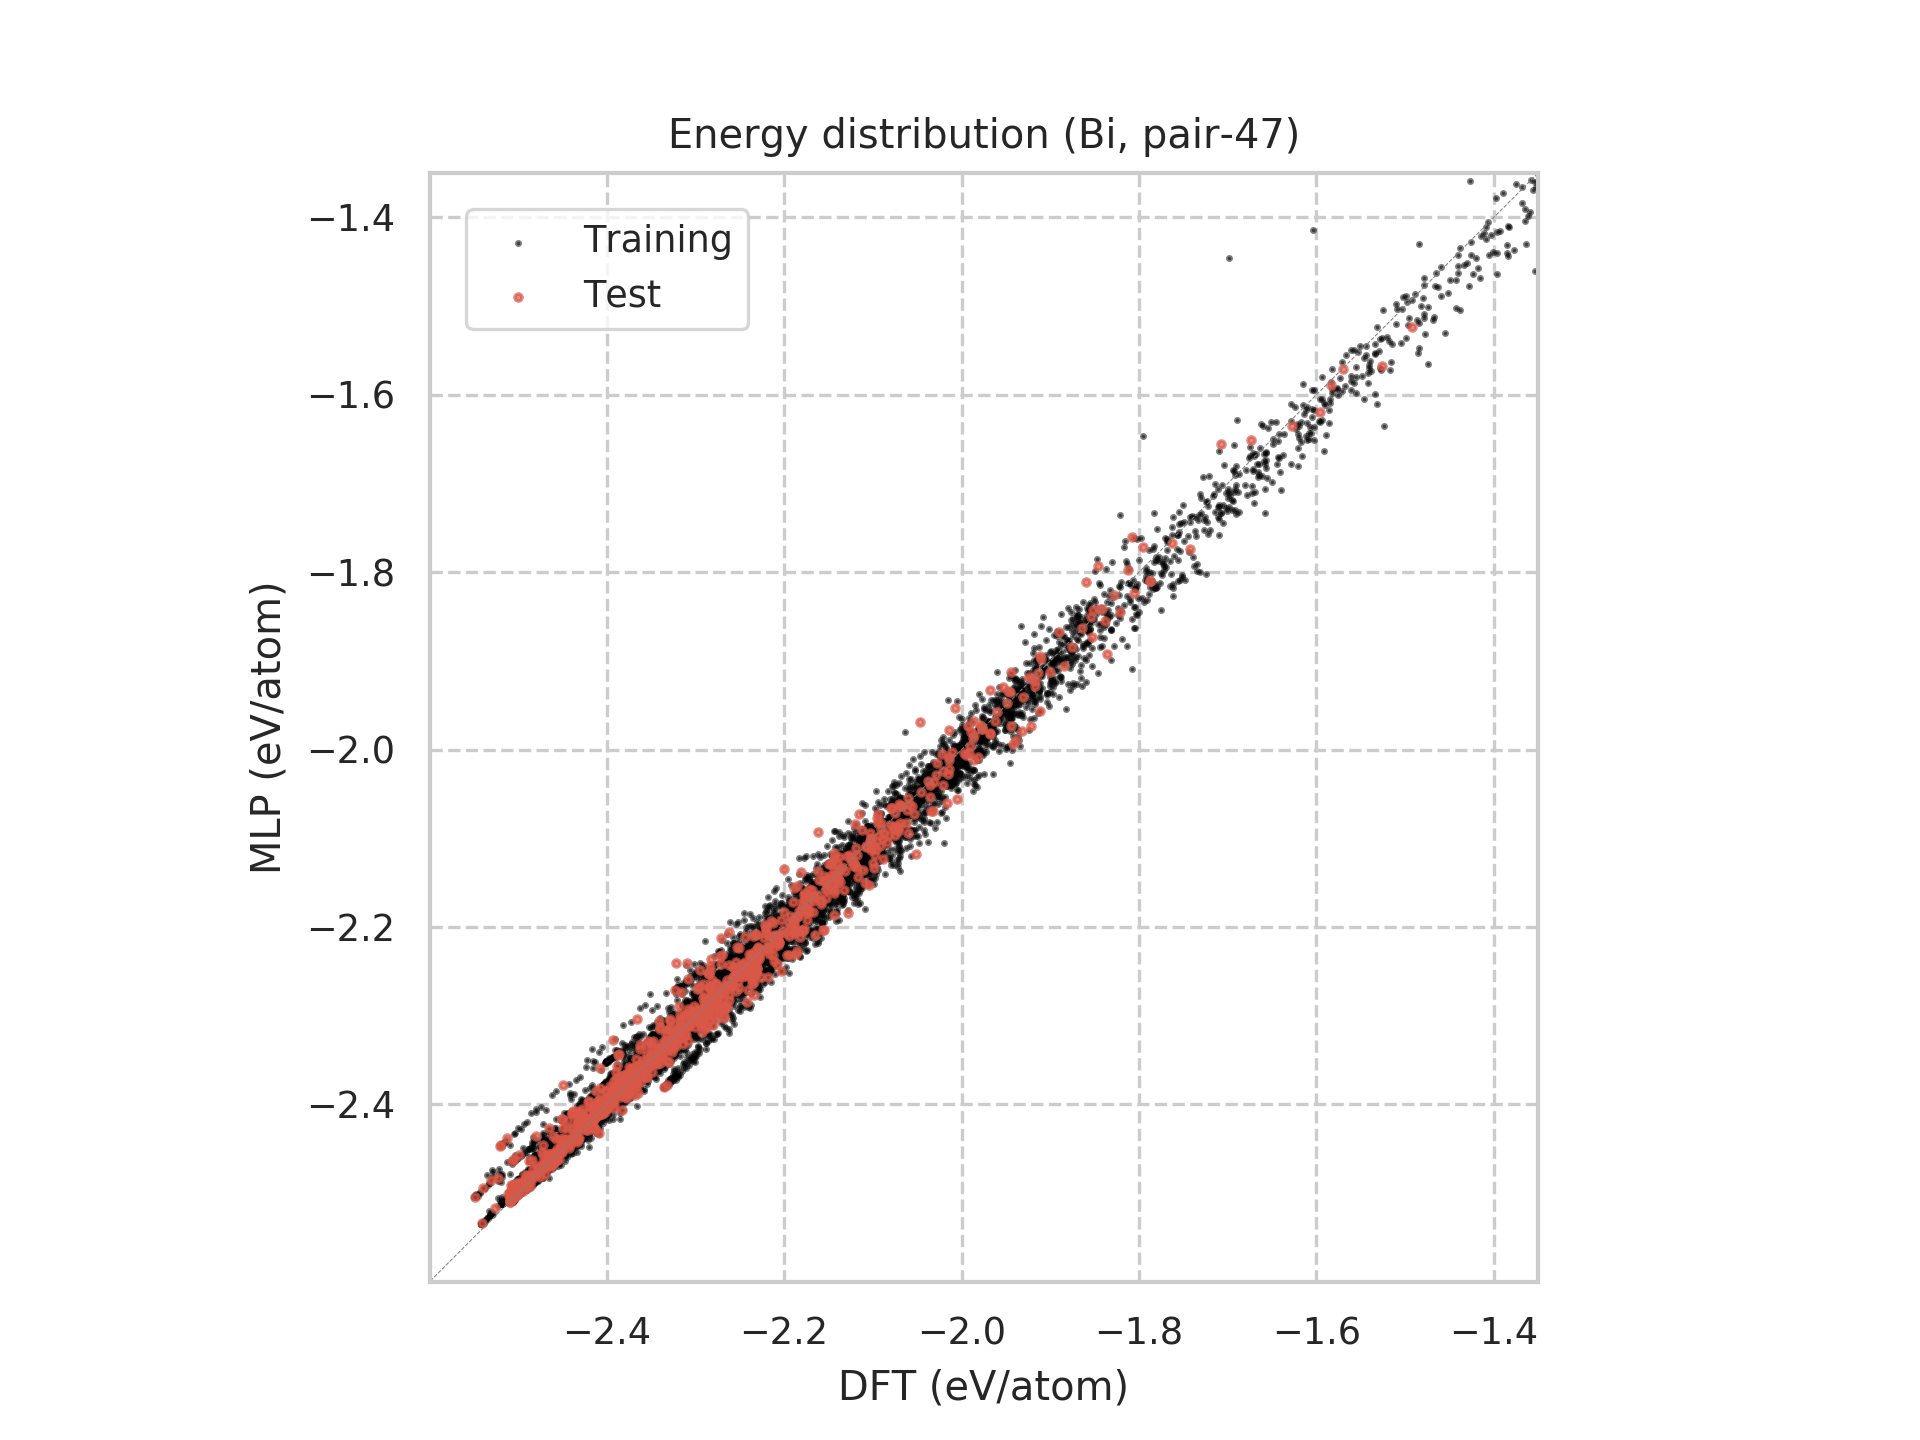 Energy distribution (Bi, pair-47)
Training
Test
MLP (eV/atom)
−1.4
−1.6
−1.8
−2.0
−2.2
−2.4
−2.4 −2.2 −2.0 −1.8 −1.6 −1.4
DFT (eV/atom)